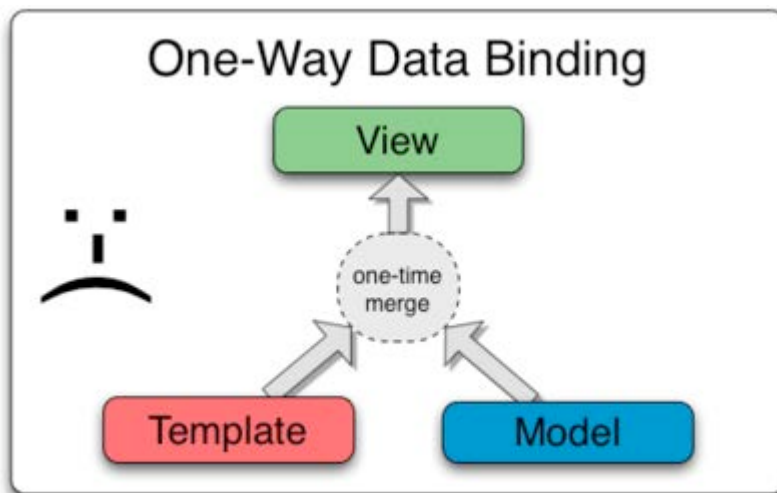 One-Way Data Binding
View
one-time
merge
Template
Model